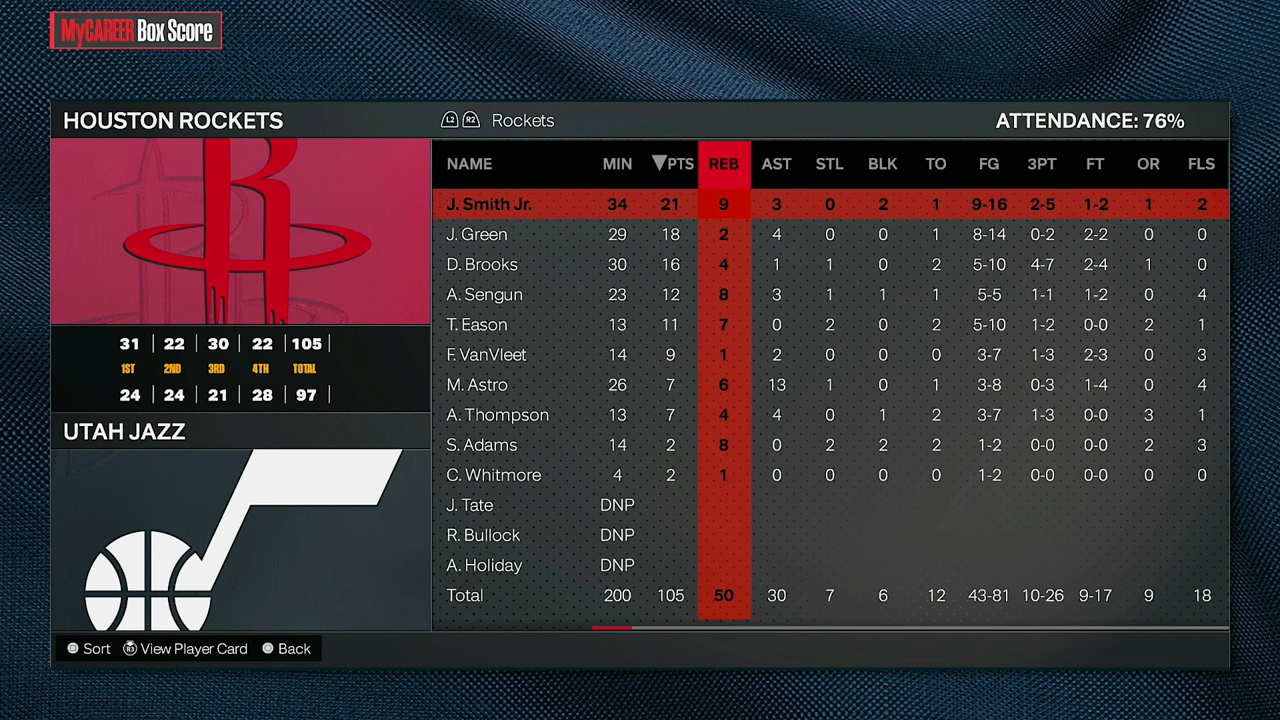 MyCAREER Box Score
HOUSTON ROCKETS
L2 R2 Rockets
ATTENDANCE: 76%
NAME MIN PTS REB AST STL BLK TO FG 3PT FT OR FLS
J. Smith Jr. 34 21 9 3 0 2 1 9-16 2-5 1-2 1 2
J. Green 29 18 2 4 0 0 1 8-14 0-2 2-2 0 0
D. Brooks 30 16 4 1 1 0 2 5-10 4-7 2-4 1 0
A. Sengun 23 12 8 3 1 1 1 5-5 1-1 1-2 0 4
T. Eason 13 11 7 0 2 0 2 5-10 1-2 0-0 2 1
F. VanVleet 14 9 1 2 0 0 0 3-7 1-3 2-3 0 3
M. Astro 26 7 6 13 1 0 1 3-8 0-3 1-4 0 4
A. Thompson 13 7 4 4 0 1 2 3-7 1-3 0-0 3 1
S. Adams 14 2 8 0 2 2 2 1-2 0-0 0-0 2 3
C. Whitmore 4 2 1 0 0 0 0 1-2 0-0 0-0 0 0
J. Tate DNP
R. Bullock DNP
A. Holiday DNP
Total 200 105 50 30 7 6 12 43-81 10-26 9-17 9 18
31 22 30 22 105
1ST 2ND 3RD 4TH TOTAL
24 24 21 28 97
UTAH JAZZ
Sort R3 View Player Card Back